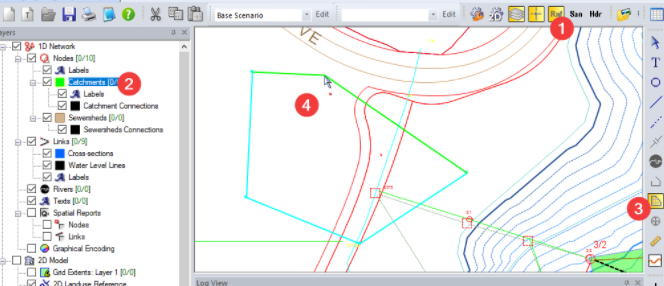 Base Scenario Edit Edit 2D Rnf San Hdr
1
ayers
1D Network
Nodes [0/10]
Labels
Catchments [0/
2
Labels
Catchment Connections
Sewersheds [0/0]
Sewersheds Connections
Links [0/9]
Cross-sections
Water Level Lines
Labels
Rivers [0/0]
Texts [0/0]
Spatial Reports
Nodes
Links
Graphical Encoding
2D Model
Grid Extents: Layer 1 [0/0]
2D Landuse Reference
VE
4
T
3
3/2
Log View